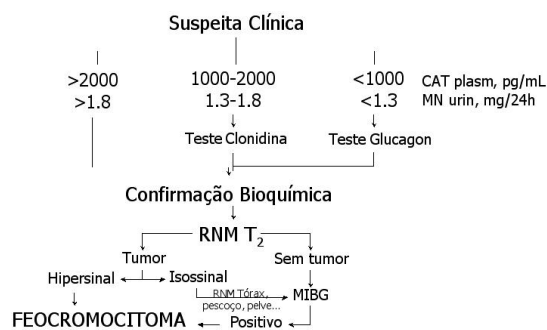 Suspeita Clínica
>2000 1000-2000 <1000 CAT plasm, pg/mL
>1.8 1.3-1.8 <1.3 MN urin, mg/24h
Teste Clonidina Teste Glucagon
Confirmação Bioquímica
RNM T2
Tumor Sem tumor
Hipersinal Isossinal
RNM Tórax, pescoço, pelve... MIBG
FEOCROMOCITOMA Positivo